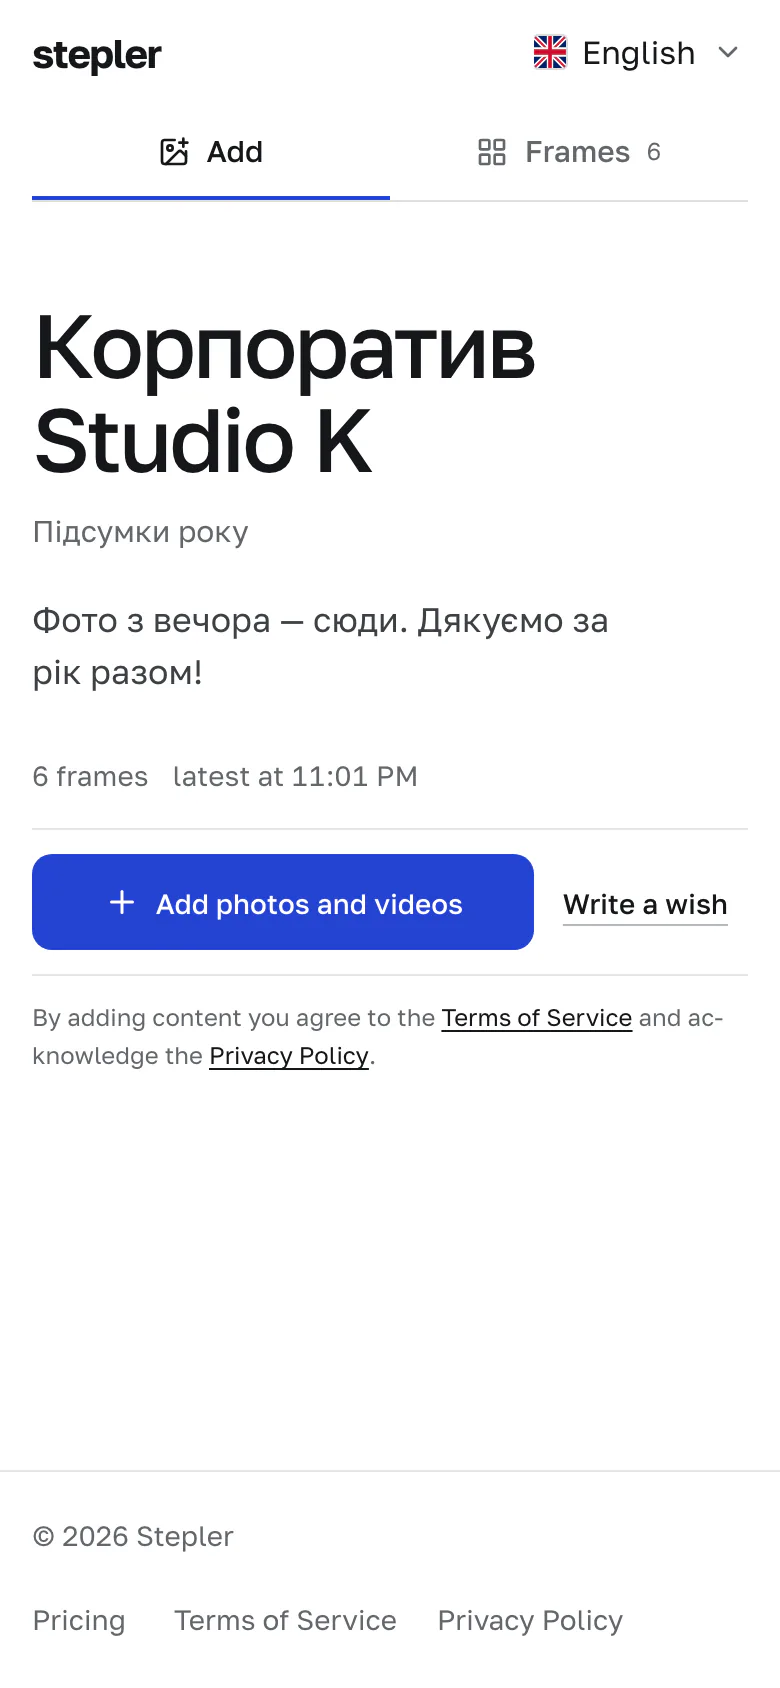 stepler
English
Add
Frames 6
Корпоратив
Studio K
Підсумки року
Фото з вечора — сюди. Дякуємо за
рік разом!
6 frames latest at 11:01 PM
Add photos and videos
Write a wish
By adding content you agree to the Terms of Service and ac-
knowledge the Privacy Policy.
© 2026 Stepler
Pricing Terms of Service Privacy Policy